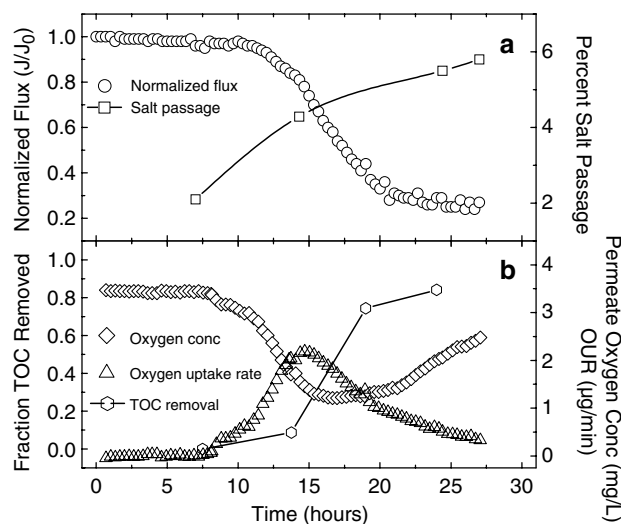 Normalized Flux (J/J0)
1.0
0.8
0.6
0.4
0.2
a
Normalized flux
Salt passage
6
4
2
Percent Salt Passage
Fraction TOC Removed
1.0
0.8
0.6
0.4
0.2
0.0
b
Oxygen conc
Oxygen uptake rate
TOC removal
4
3
2
1
0
Permeate Oxygen Conc (mg/L)
OUR (µg/min)
0 5 10 15 20 25 30
Time (hours)